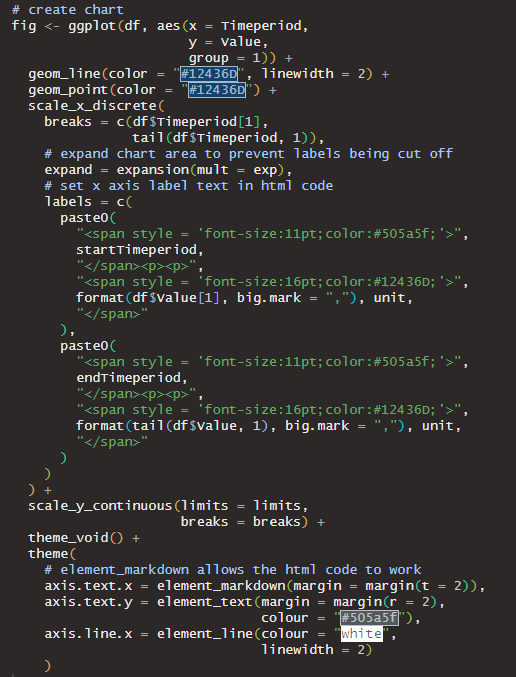 # create chart
fig <- ggplot(df, aes(x = Timeperiod,
                      y = Value,
                      group = 1)) +
  geom_line(color = "#12436D", linewidth = 2) +
  geom_point(color = "#12436D") +
  scale_x_discrete(
    breaks = c(df$Timeperiod[1],
               tail(df$Timeperiod, 1)),
    # expand chart area to prevent labels being cut off
    expand = expansion(mult = exp),
    # set x axis label text in html code
    labels = c(
      paste0(
        "<span style = 'font-size:11pt;color:#505a5f;'>",
        startTimeperiod,
        "</span><p><p>",
        "<span style = 'font-size:16pt;color:#12436D;'>",
        format(df$Value[1], big.mark = ","), unit,
        "</span>"
      ),
      paste0(
        "<span style = 'font-size:11pt;color:#505a5f;'>",
        endTimeperiod,
        "</span><p><p>",
        "<span style = 'font-size:16pt;color:#12436D;'>",
        format(tail(df$Value, 1), big.mark = ","), unit,
        "</span>"
      )
    )
  ) +
  scale_y_continuous(limits = limits,
                     breaks = breaks) +
  theme_void() +
  theme(
    # element_markdown allows the html code to work
    axis.text.x = element_markdown(margin = margin(t = 2)),
    axis.text.y = element_text(margin = margin(r = 2),
                               colour = "#505a5f"),
    axis.line.x = element_line(colour = "white",
                               linewidth = 2)
    )